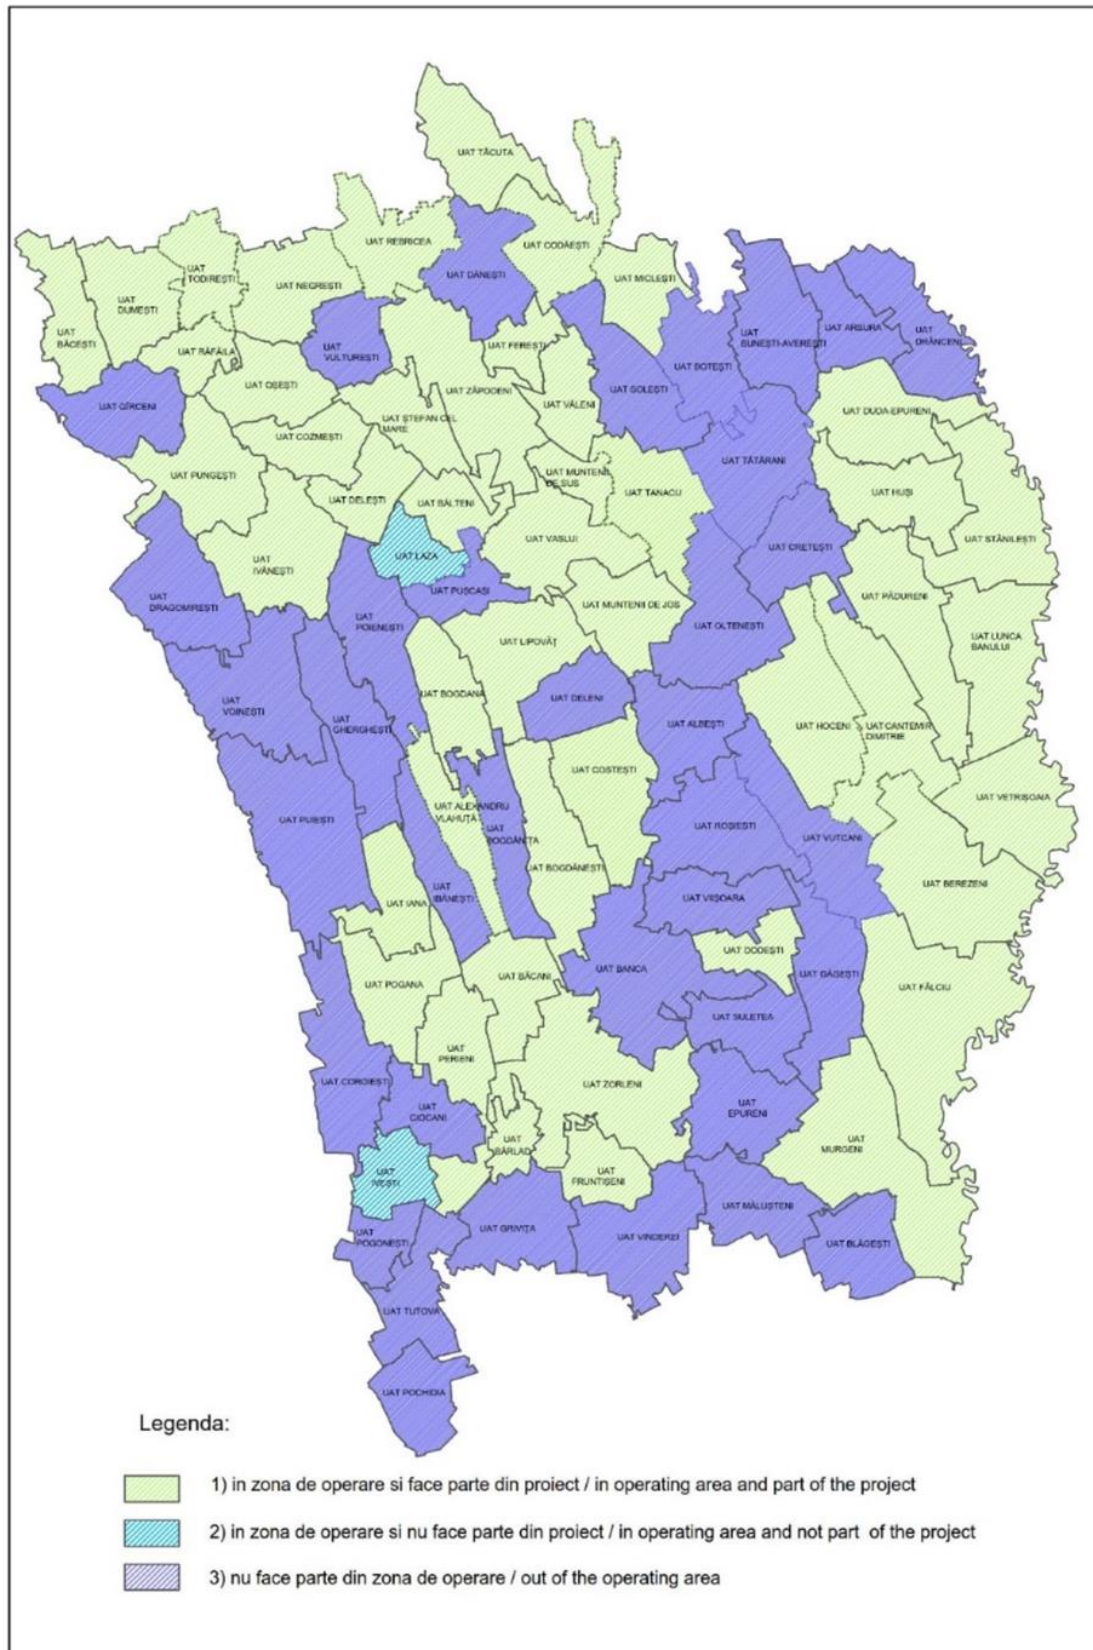 UAT TĂCUTA
UAT REBRICEA
UAT CODĂEȘTI
UAT DĂNEȘTI
UAT
TODIREȘTI
UAT NEGREȘTI
UAT MICLEȘTI
UAT
DUMEȘTI
UAT
BĂCEȘTI
UAT RAFAILA
UAT
VULTUREȘTI
UAT FEREȘTI
UAT
BUNEȘTI-AVEREȘTI
UAT ARSURA
UAT
DRÂNCENI
UAT BOTEȘTI
UAT OȘEȘTI
UAT ZĂPODENI
UAT SOLEȘTI
UAT GÎRCENI
UAT VĂLENI
UAT DUDA-EPURENI
UAT ȘTEFAN CEL
MARE
UAT COZMEȘTI
UAT TĂTĂRANI
UAT PUNGEȘTI
UAT MUNTENII
DE SUS
UAT DELEȘTI
UAT BĂLTENI
UAT TANACU
UAT HUȘI
UAT VASLUI
UAT STĂNILEȘTI
UAT
IVĂNEȘTI
UAT LAZA
UAT CRETEȘTI
UAT PUSCASI
UAT
DRAGOMIREȘTI
UAT PĂDURENI
UAT MUNTENII DE JOS
UAT
POIENEȘTI
UAT OLTENEȘTI
UAT LIPOVĂȚ
UAT LUNCA
BANULUI
UAT BOGDANA
UAT DELENI
UAT
VOINEȘTI
UAT
GHERGHEȘTI
UAT ALBEȘTI
UAT HOCENI
UAT CANTEMIR
DIMITRIE
UAT COSTEȘTI
UAT VETRIȘOAIA
UAT ALEXANDRU
VLAHUȚĂ
UAT PUIEȘTI
UAT
BOGDĂNIȚA
UAT ROȘIEȘTI
UAT VUTCANI
UAT BOGDĂNEȘTI
UAT BEREZENI
UAT
IBĂNEȘTI
UAT IANA
UAT VIIȘOARA
UAT DODEȘTI
UAT BANCA
UAT BĂCANI
UAT GĂGEȘTI
UAT POGANA
UAT FĂLCIU
UAT SULETEA
UAT
PERIENI
UAT COROIEȘTI
UAT ZORLENI
UAT
CIOCANI
UAT
EPURENI
UAT
BÂRLAD
UAT
MURGENI
UAT
IVEȘTI
UAT
FRUNTIȘENI
UAT MĂLUȘTENI
UAT GRIVIȚA
UAT
POGONEȘTI
UAT VINDEREI
UAT BLĂGEȘTI
UAT TUTOVA
UAT POCHIDIA
Legenda:
1) in zona de operare si face parte din proiect / in operating area and part of the project
2) in zona de operare si nu face parte din proiect / in operating area and not part of the project
3) nu face parte din zona de operare / out of the operating area